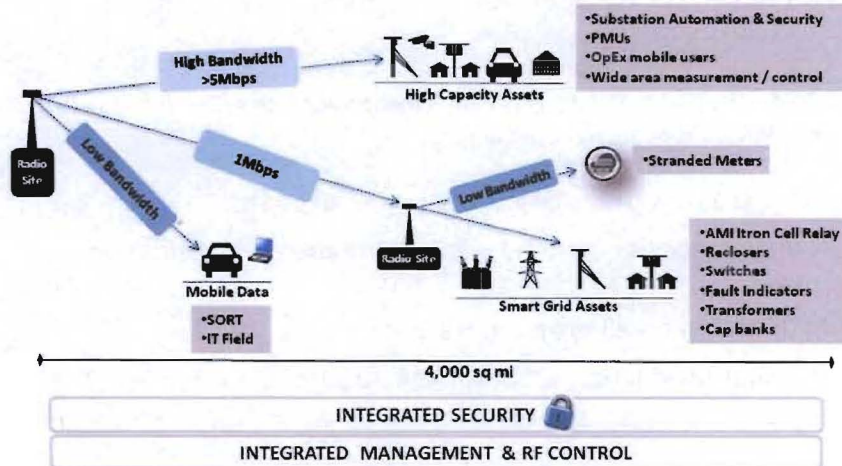 •Substation Automation & Security
•PMUs
•OpEx mobile users
•Wide area measurement / control
High Bandwidth
>5Mbps
High Capacity Assets
Radio
Site
Low Bandwidth
1Mbps
Low Bandwidth
•Stranded Meters
Radio Site
•AMI Itron Cell Relay
•Reclosers
•Switches
•Fault Indicators
•Transformers
•Cap banks
Mobile Data
Smart Grid Assets
•SORT
•IT Field
4,000 sq mi
INTEGRATED SECURITY
INTEGRATED MANAGEMENT & RF CONTROL